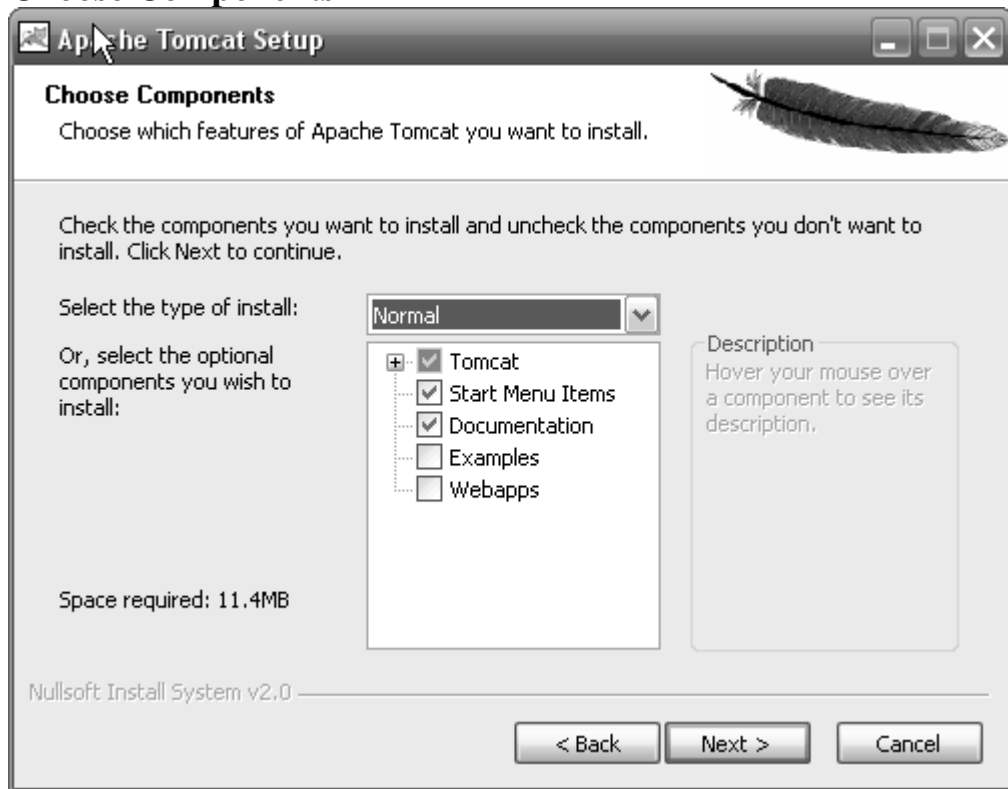 Apache Tomcat Setup
Choose Components
Choose which features of Apache Tomcat you want to install.
Check the components you want to install and uncheck the components you don't want to
install. Click Next to continue.
Select the type of install:
Normal
Or, select the optional
components you wish to
install:
Tomcat
Start Menu Items
Documentation
Examples
Webapps
Description
Hover your mouse over
a component to see its
description.
Space required: 11.4MB
Nullsoft Install System v2.0
< Back
Next >
Cancel